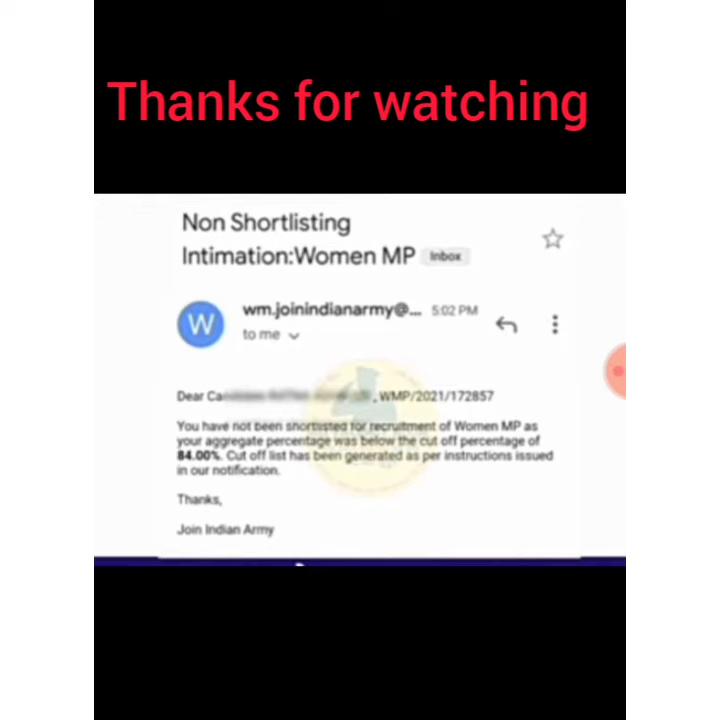 Thanks for watching
Non Shortlisting
Intimation:Women MP Inbox
W
wm.joinindianarmy@... 5:02 PM
to me
Dear Ca , WMP/2021/172857
You have not been shortlisted for recruitment of Women MP as
your aggregate percentage was below the cut off percentage of
84.00%. Cut off list has been generated as per instructions issued
in our notification.
Thanks,
Join Indian Army